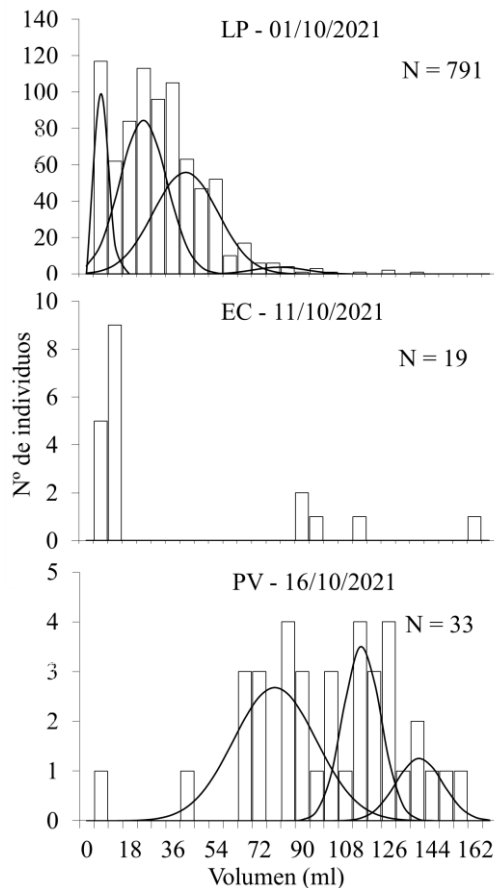 LP - 01/10/2021
N = 791
140
120
100
80
60
40
20
0
EC - 11/10/2021
N = 19
10
8
6
4
2
0
Nº de individuos
PV - 16/10/2021
N = 33
5
4
3
2
1
0
0 18 36 54 72 90 108 126 144 162
Volumen (ml)